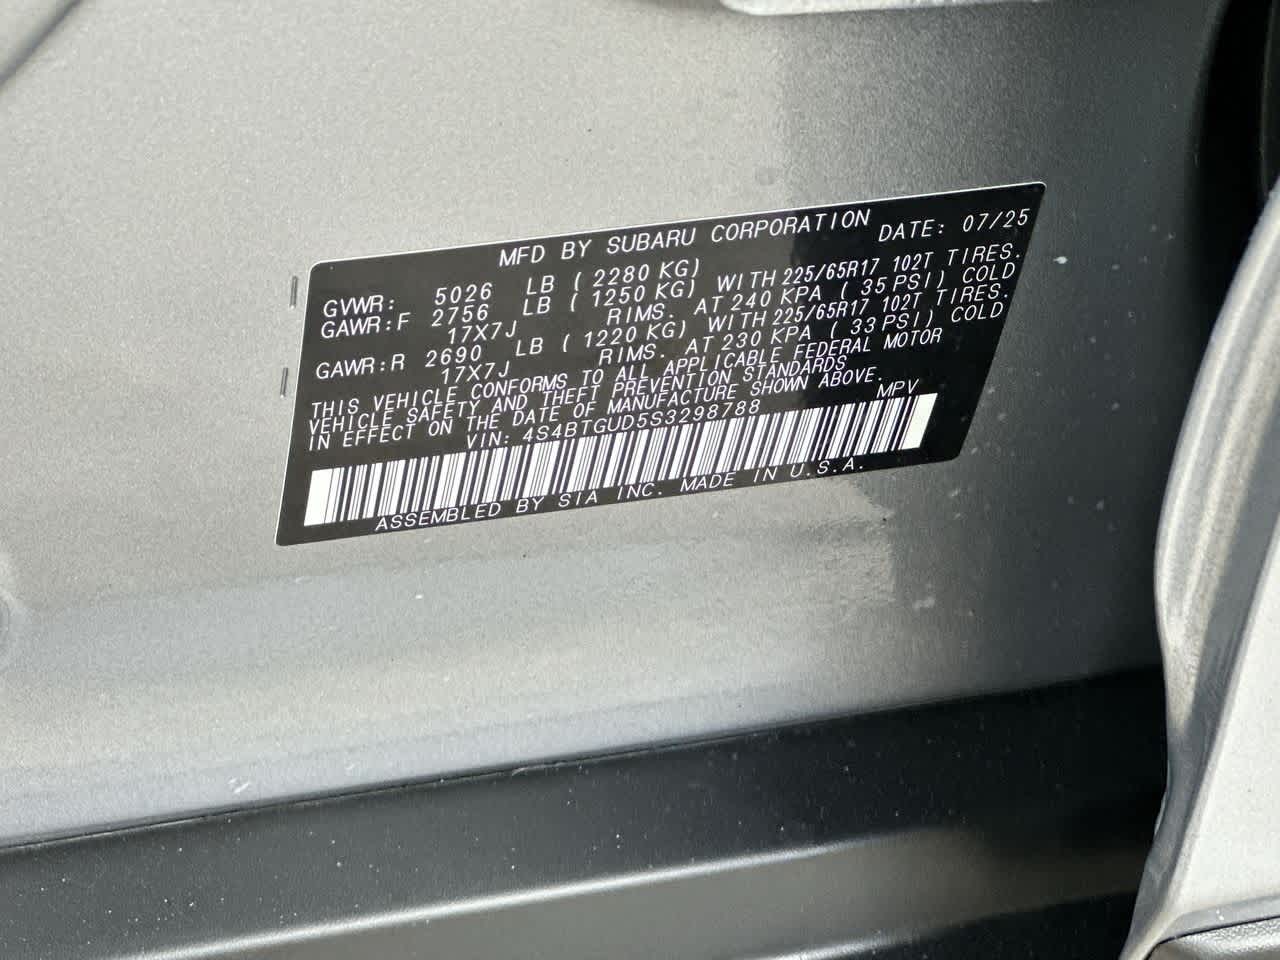 MFD BY SUBARU CORPORATION DATE: 07/25
GVWR: 5026 LB ( 2280 KG)
GAWR:F 2756 LB ( 1250 KG) WITH 225/65R17 102T TIRES.
17X7J RIMS. AT 240 KPA ( 35 PSI) COLD
GAWR:R 2690 LB ( 1220 KG) WITH 225/65R17 102T TIRES.
17X7J RIMS. AT 230 KPA ( 33 PSI) COLD
THIS VEHICLE CONFORMS TO ALL APPLICABLE FEDERAL MOTOR
VEHICLE SAFETY AND THEFT PREVENTION STANDARDS
IN EFFECT ON THE DATE OF MANUFACTURE SHOWN ABOVE.
VIN: 4S4BTGUD5S3298788 MPV
ASSEMBLED BY SIA INC. MADE IN U.S.A.